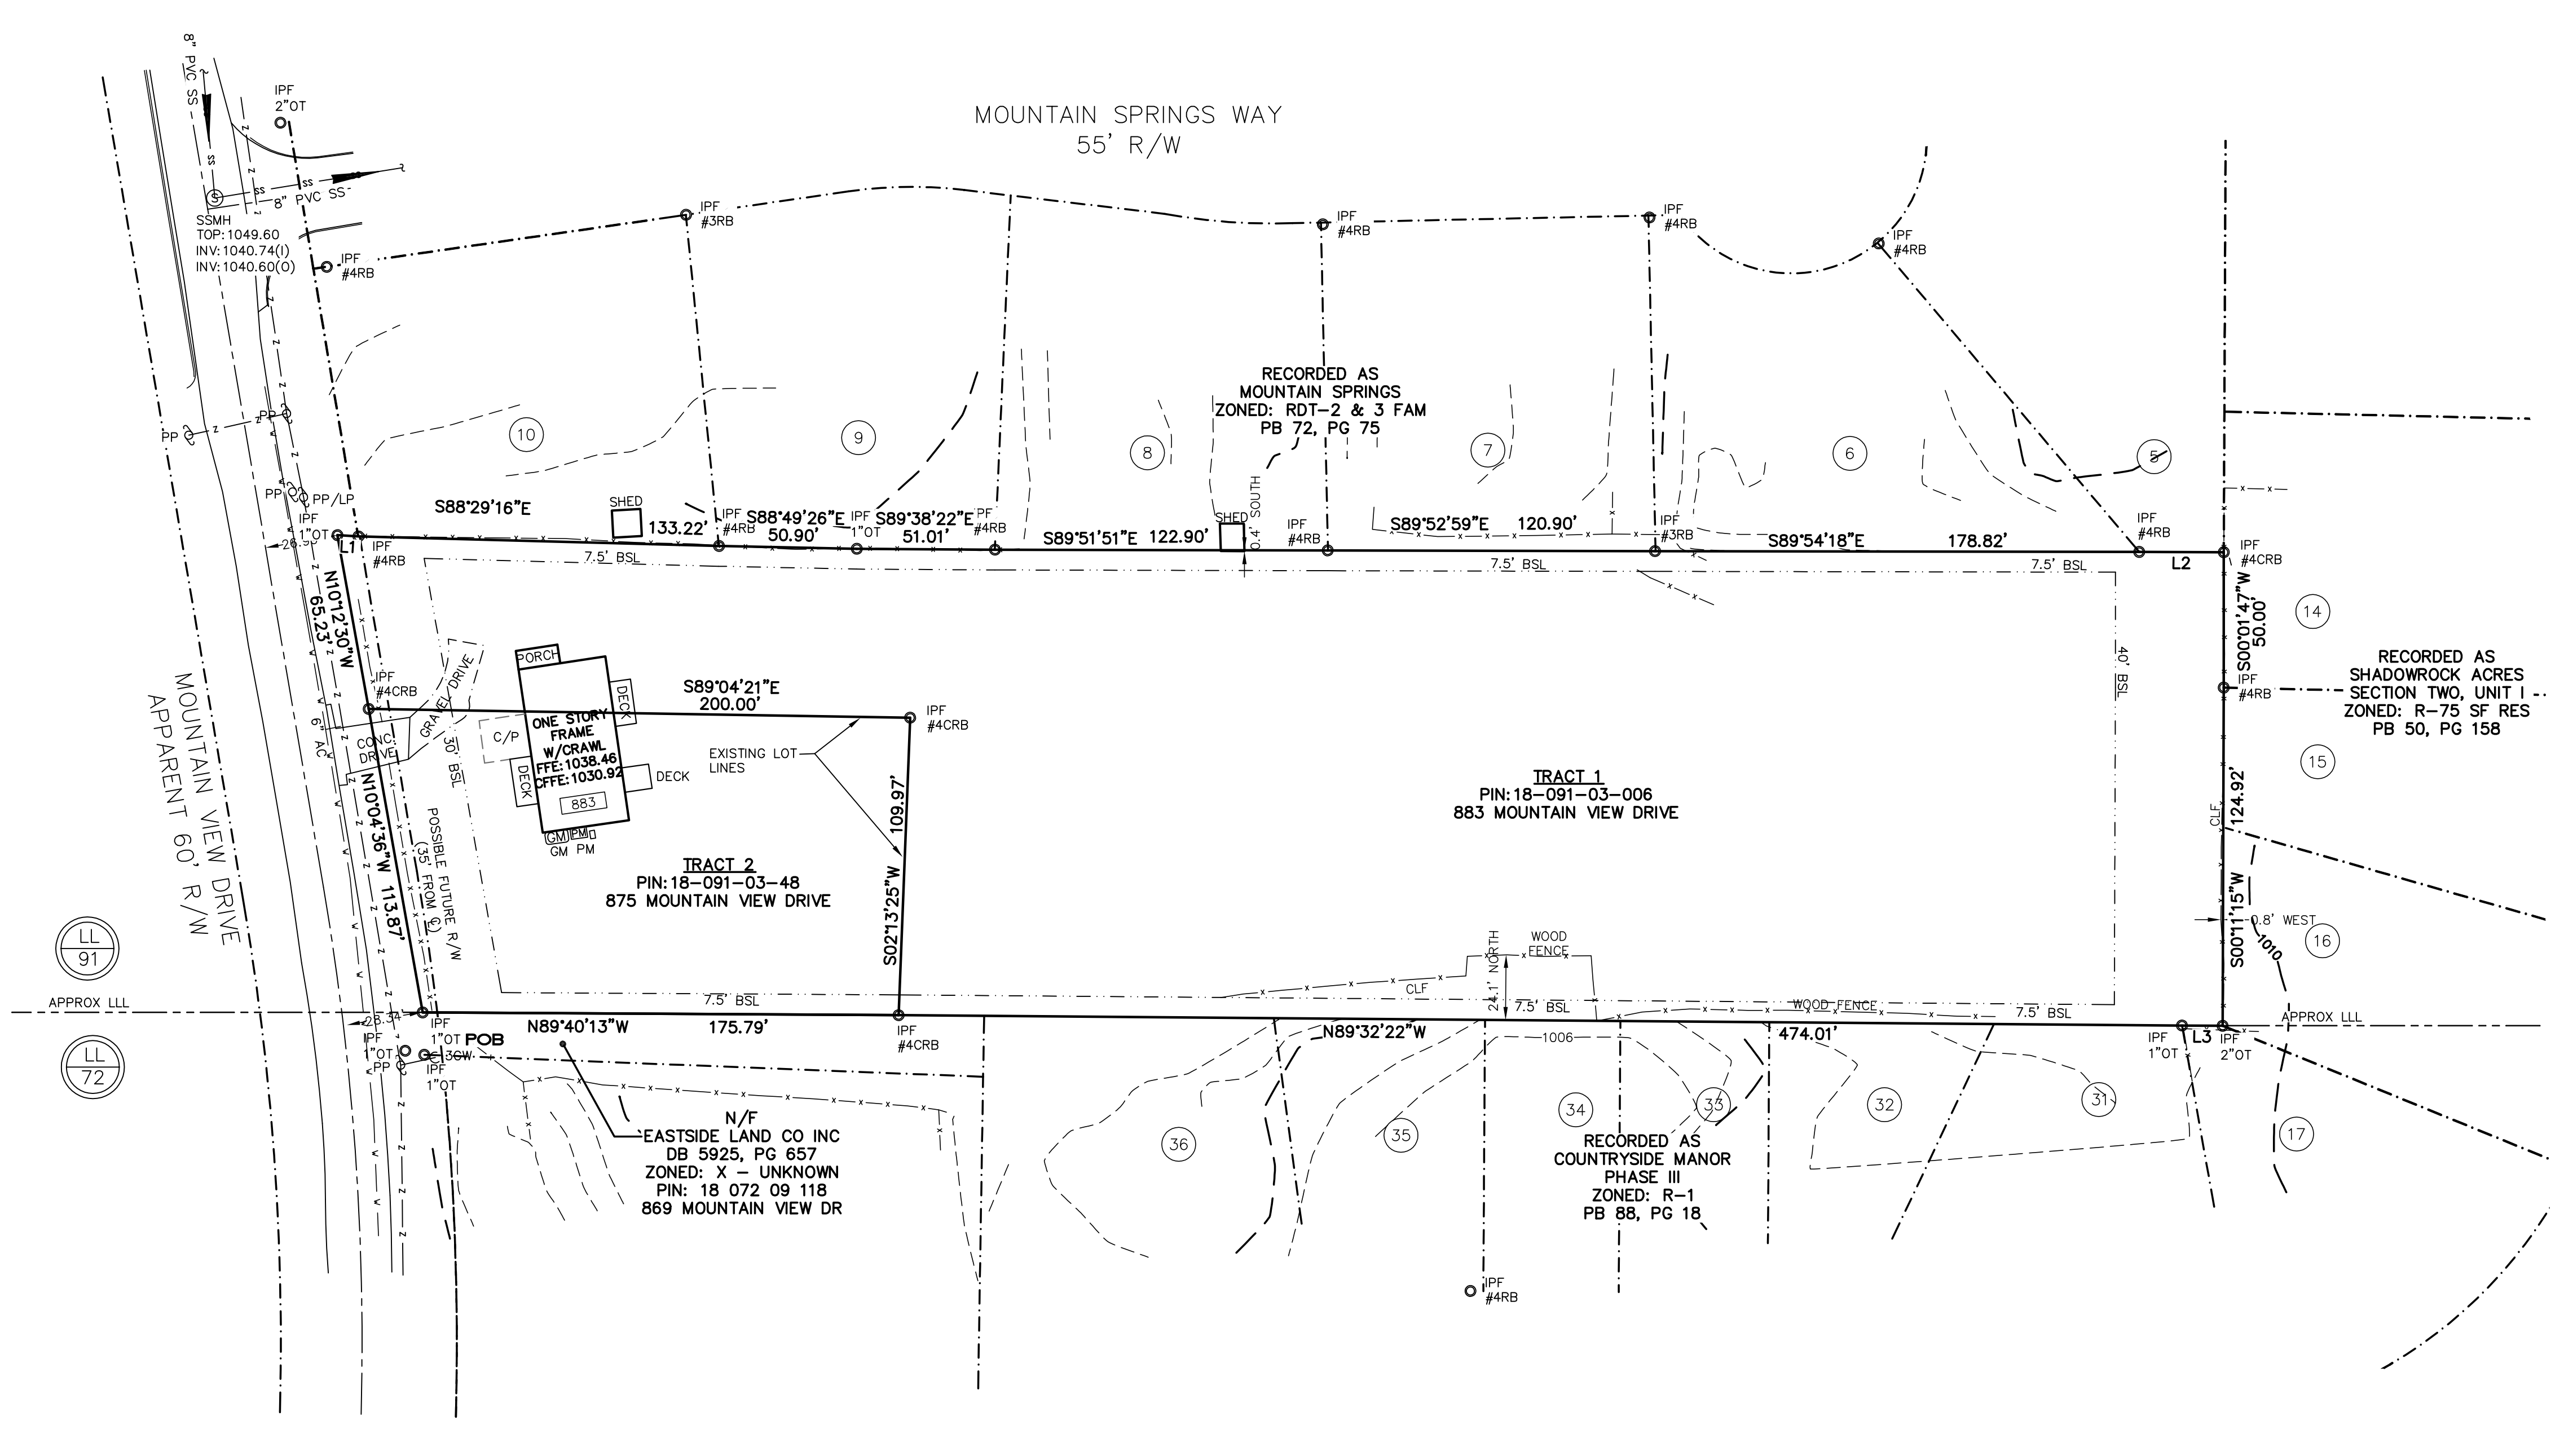 MOUNTAIN SPRINGS WAY
55' R/W
8" PVC SS
SS
IPF
2"OT
SS
SS
8" PVC SS
S
SSMH
TOP:1049.60
INV:1040.74(I)
INV:1040.60(O)
IPF
#4RB
IPF
#3RB
IPF
#4RB
IPF
#4RB
IPF
#4RB
RECORDED AS
MOUNTAIN SPRINGS
ZONED: RDT-2 & 3 FAM
PB 72, PG 75
10
9
8
7
6
5
PP
PP
PP
PP/LP
IPF
1"OT
L1
IPF
#4RB
S88°29'16"E
SHED
133.22'
IPF
#4RB
S88°49'26"E
50.90'
IPF
1"OT
S89°38'22"E
51.01'
IPF
#4RB
S89°51'51"E 122.90'
SHED
0.4' SOUTH
IPF
#4RB
S89°52'59"E 120.90'
IPF
#3RB
S89°54'18"E 178.82'
IPF
#4RB
L2
IPF
#4CRB
7.5' BSL
7.5' BSL
7.5' BSL
N10°12'30"W
65.23'
S00°01'47"W
50.00'
14
40' BSL
RECORDED AS
SHADOWROCK ACRES
SECTION TWO, UNIT I
ZONED: R-75 SF RES
PB 50, PG 158
IPF
#4RB
15
MOUNTAIN VIEW DRIVE
APPARENT 60' R/W
IPF
#4CRB
GRAVEL DRIVE
CONC.
DRIVE
6" AC
30' BSL
PORCH
DECK
C/P
ONE STORY
FRAME
W/CRAWL
FFE:1038.46
CFFE:1030.92
883
DECK
DECK
GM
PM
GM PM
S89°04'21"E
200.00'
IPF
#4CRB
EXISTING LOT
LINES
109.97'
S02°13'25"W
TRACT 1
PIN:18-091-03-006
883 MOUNTAIN VIEW DRIVE
TRACT 2
PIN:18-091-03-48
875 MOUNTAIN VIEW DRIVE
N10°04'36"W 113.87'
POSSIBLE FUTURE R/W
(35' FROM ℄)
CLF
124.92'
S00°11'15"W
0.8' WEST
16
1010
LL
91
APPROX LLL
LL
72
28.34'
IPF
1"OT
POB
IPF
1"OT
PP
C 3GW
IPF
1"OT
7.5' BSL
N89°40'13"W 175.79'
IPF
#4CRB
CLF
24.1' NORTH
WOOD
FENCE
7.5' BSL
WOOD FENCE
7.5' BSL
N89°32'22"W 474.01'
1006
IPF
1"OT
L3
IPF
2"OT
APPROX LLL
N/F
EASTSIDE LAND CO INC
DB 5925, PG 657
ZONED: X - UNKNOWN
PIN: 18 072 09 118
869 MOUNTAIN VIEW DR
36
35
34
33
32
31
17
RECORDED AS
COUNTRYSIDE MANOR
PHASE III
ZONED: R-1
PB 88, PG 18
IPF
#4RB